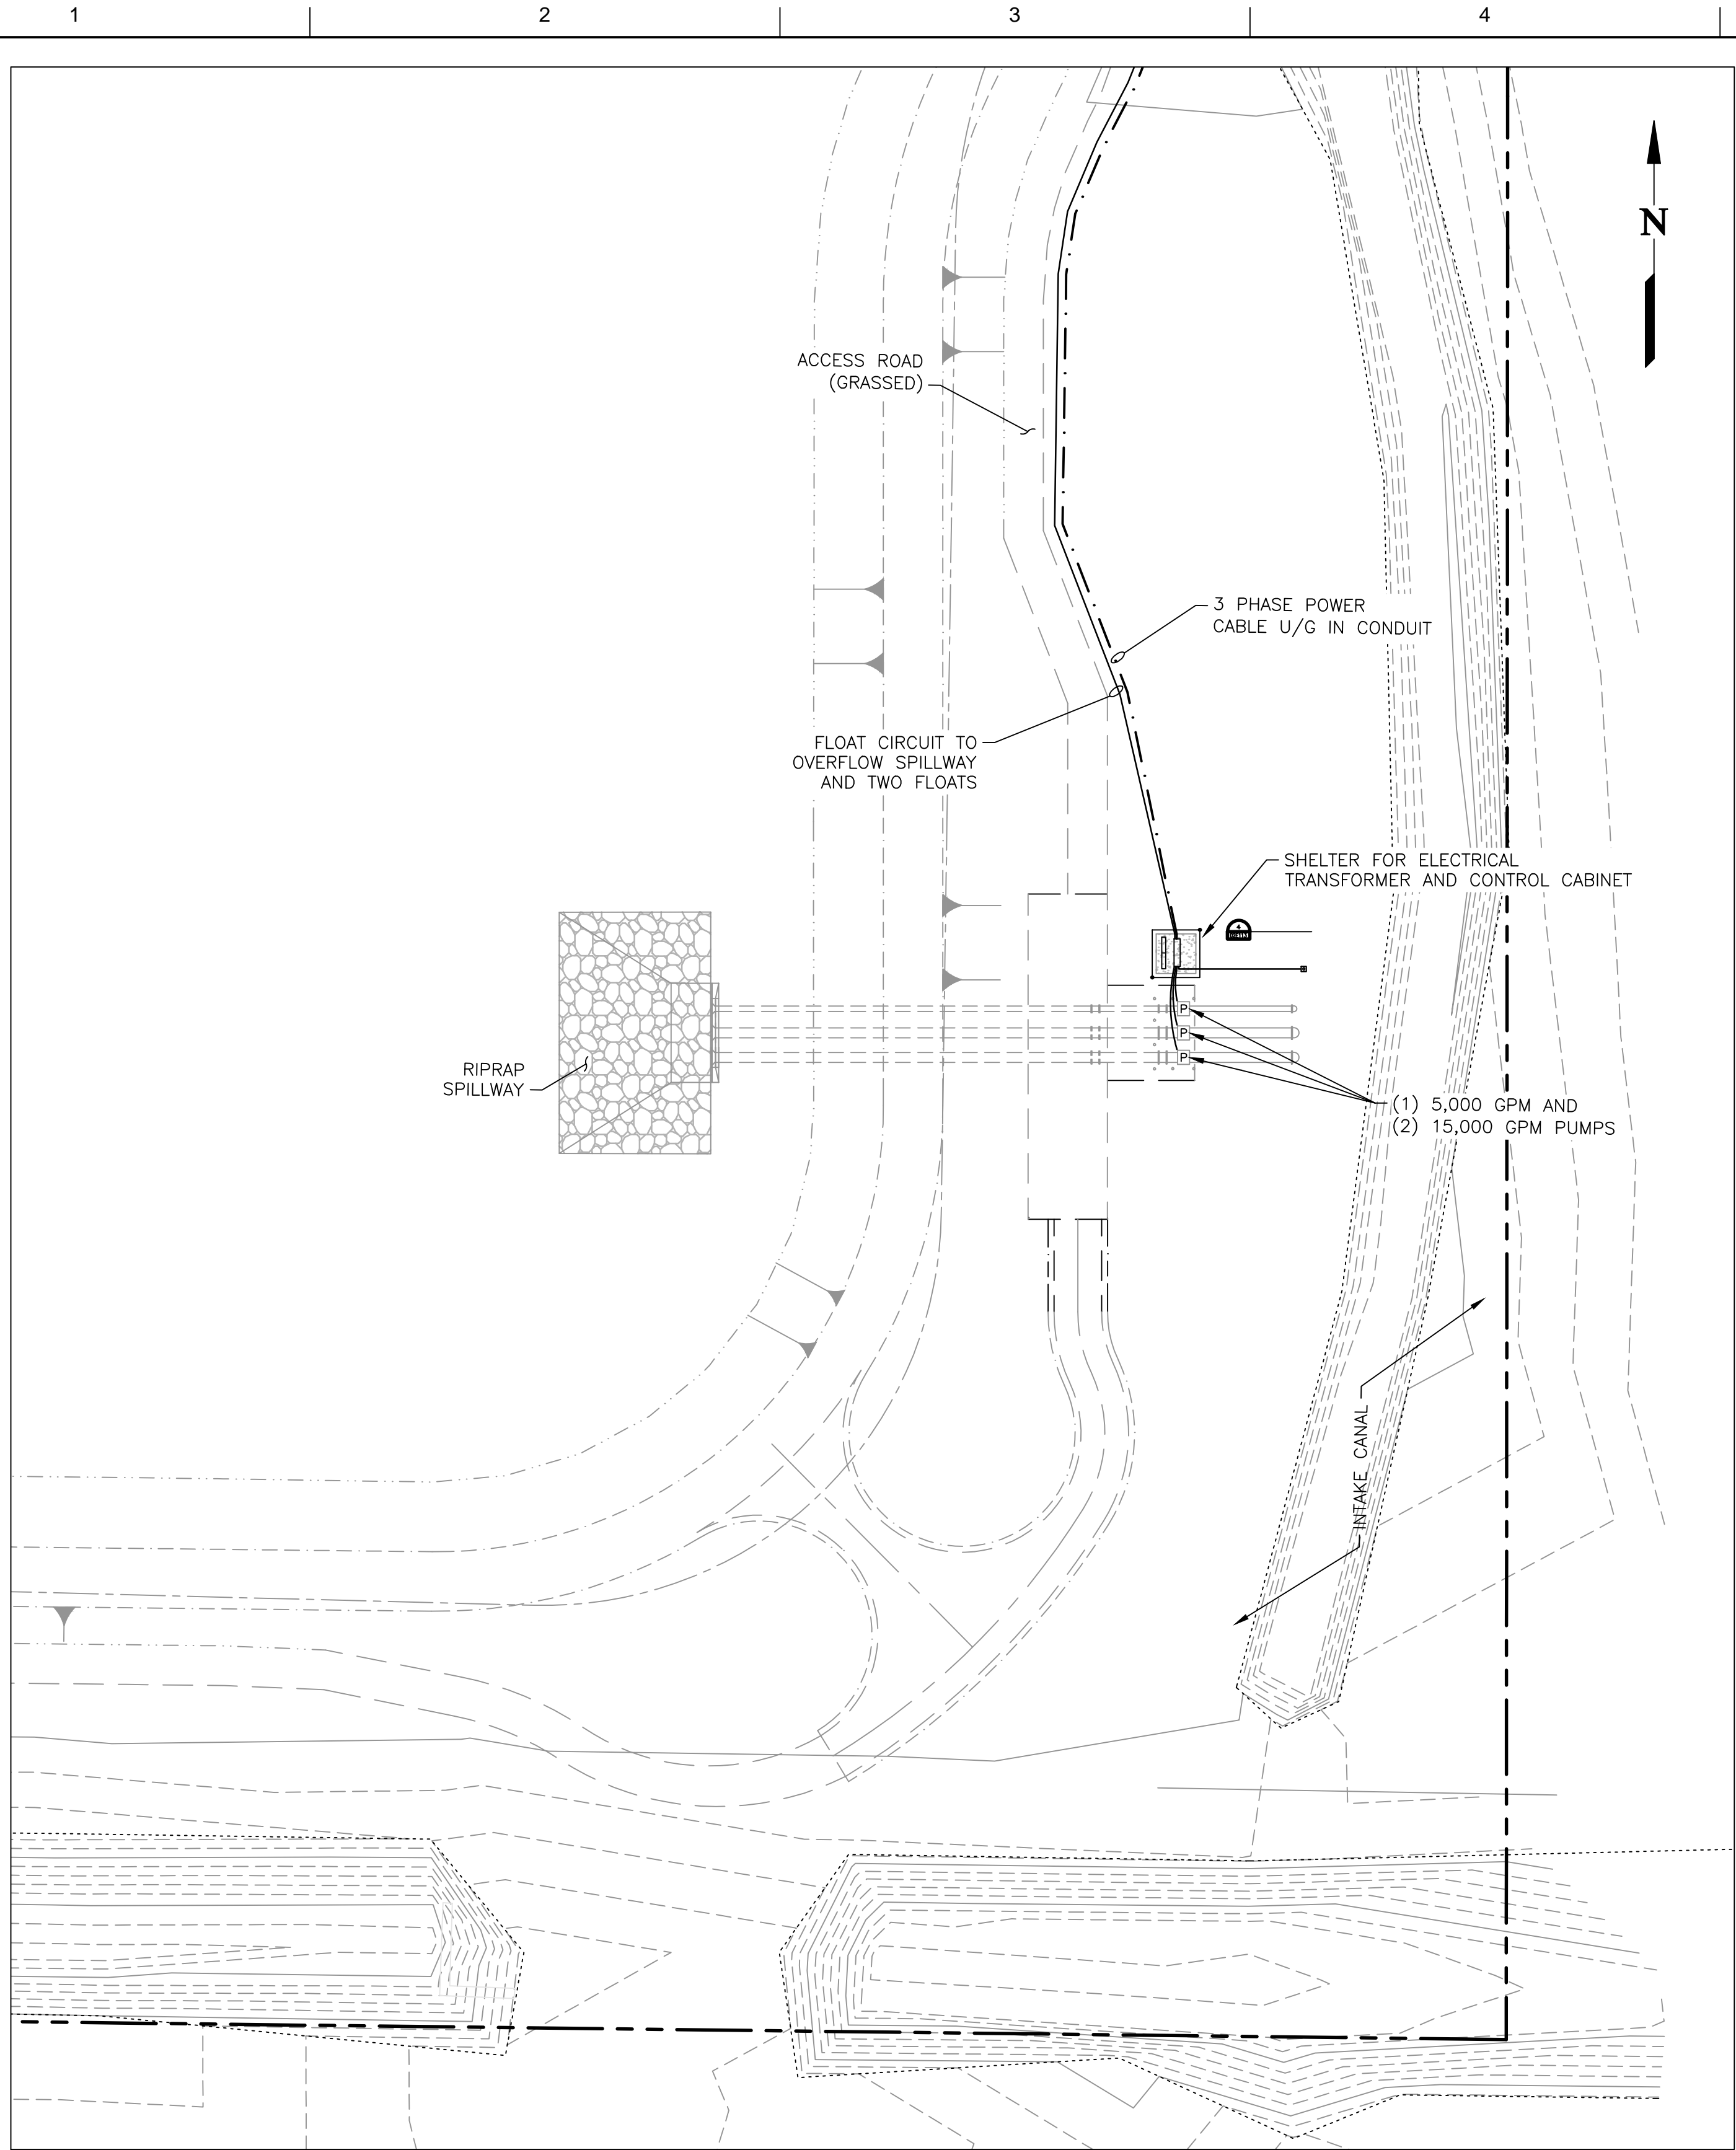 1 2 3 4
N
ACCESS ROAD
(GRASSED)
3 PHASE POWER
CABLE U/G IN CONDUIT
FLOAT CIRCUIT TO
OVERFLOW SPILLWAY
AND TWO FLOATS
SHELTER FOR ELECTRICAL
TRANSFORMER AND CONTROL CABINET
4
P
P
P
RIPRAP
SPILLWAY
(1) 5,000 GPM AND
(2) 15,000 GPM PUMPS
INTAKE CANAL